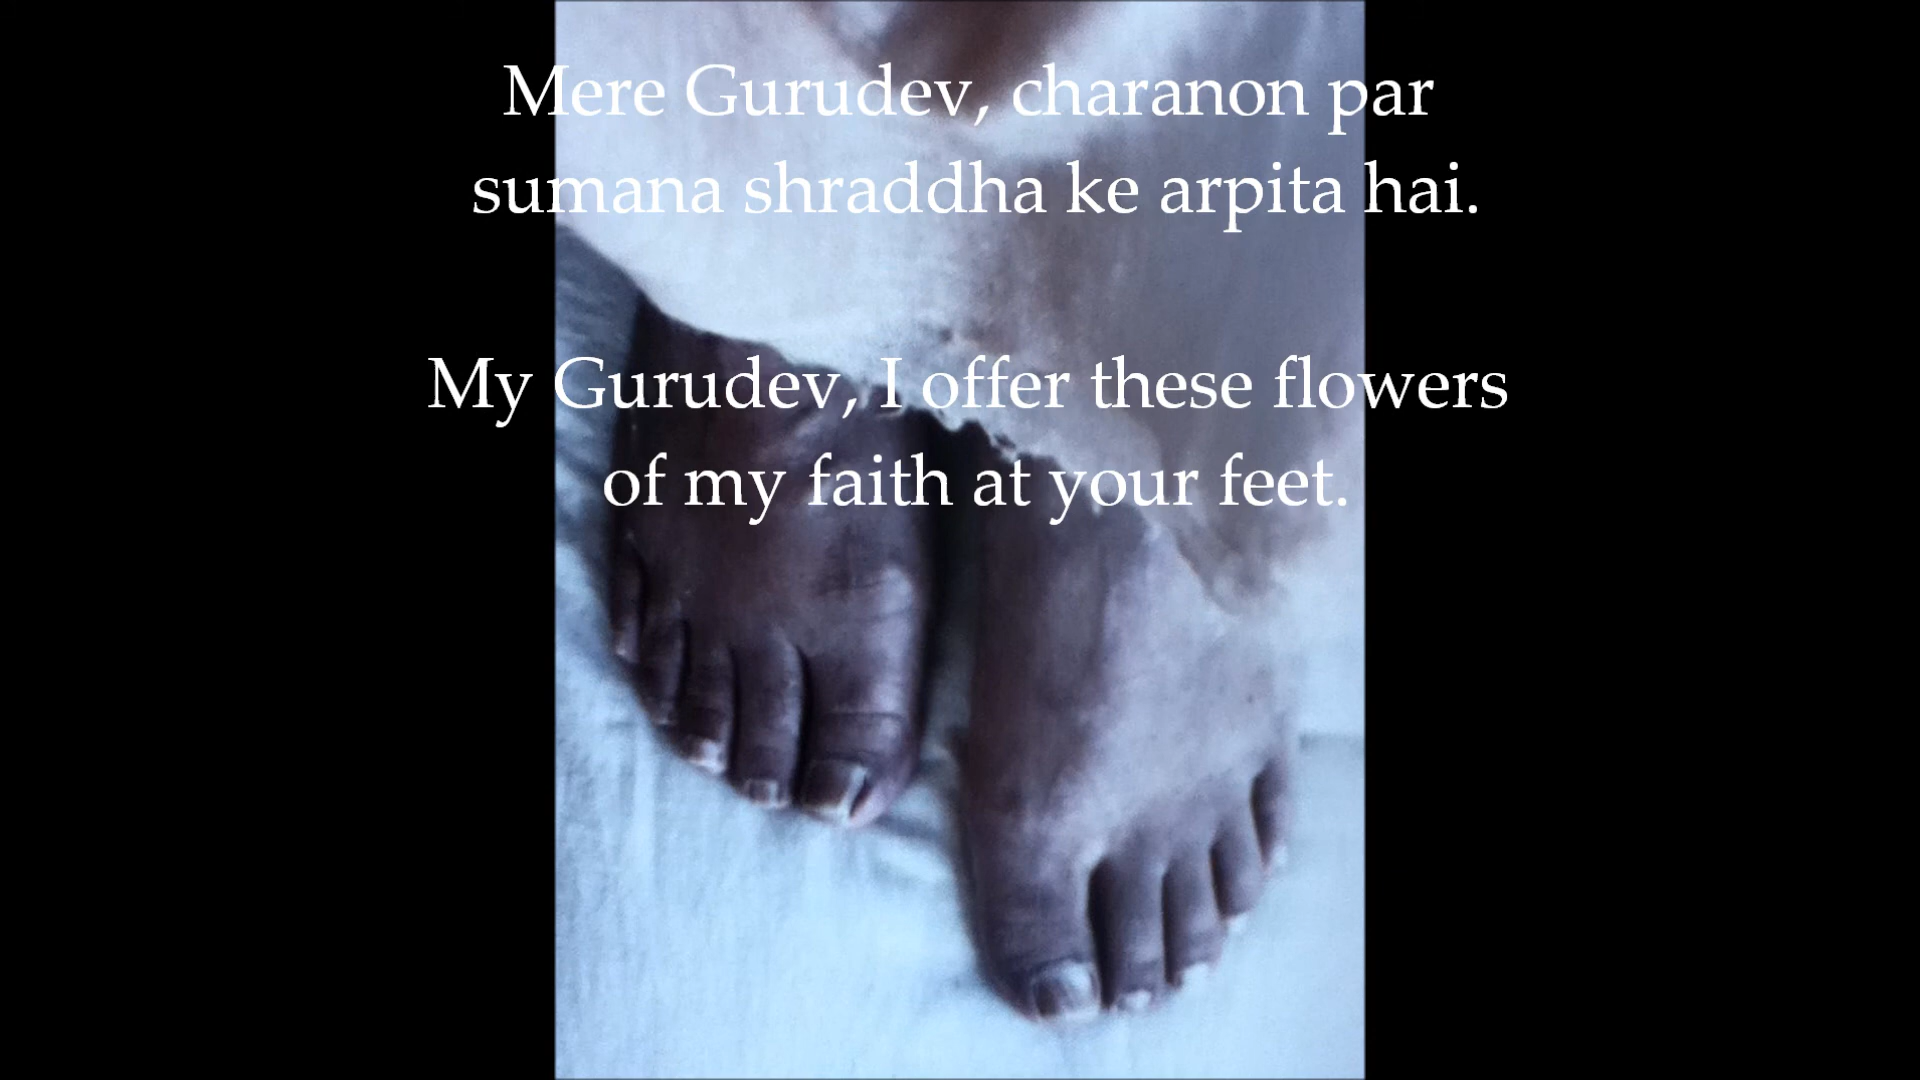 Mere Gurudev, charanon par
sumana shraddha ke arpita hai.
My Gurudev, I offer these flowers
of my faith at your feet.